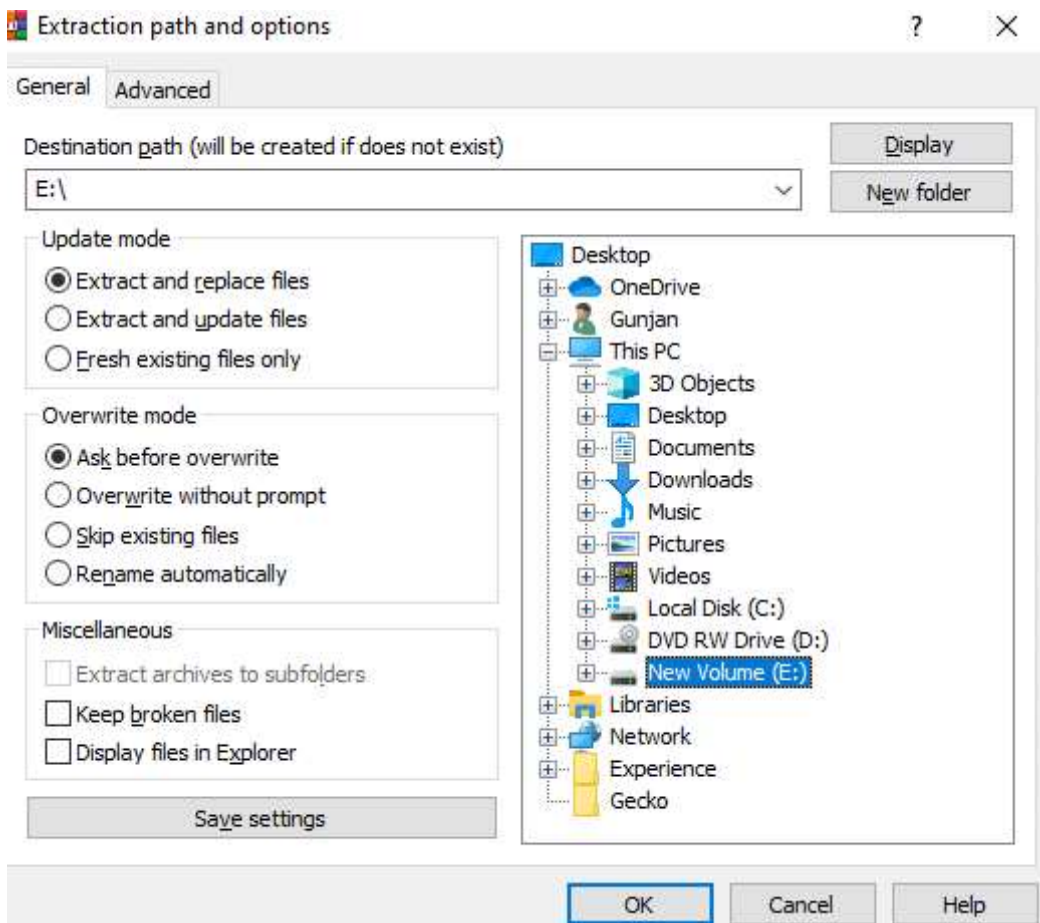 Extraction path and options
?
General
Advanced
Destination path (will be created if does not exist)
E:\
Display
New folder
Update mode
Extract and replace files
Extract and update files
Fresh existing files only
Overwrite mode
Ask before overwrite
Overwrite without prompt
Skip existing files
Rename automatically
Miscellaneous
Extract archives to subfolders
Keep broken files
Display files in Explorer
Save settings
Desktop
OneDrive
Gunjan
This PC
3D Objects
Desktop
Documents
Downloads
Music
Pictures
Videos
Local Disk (C:)
DVD RW Drive (D:)
New Volume (E:)
Libraries
Network
Experience
Gecko
OK
Cancel
Help